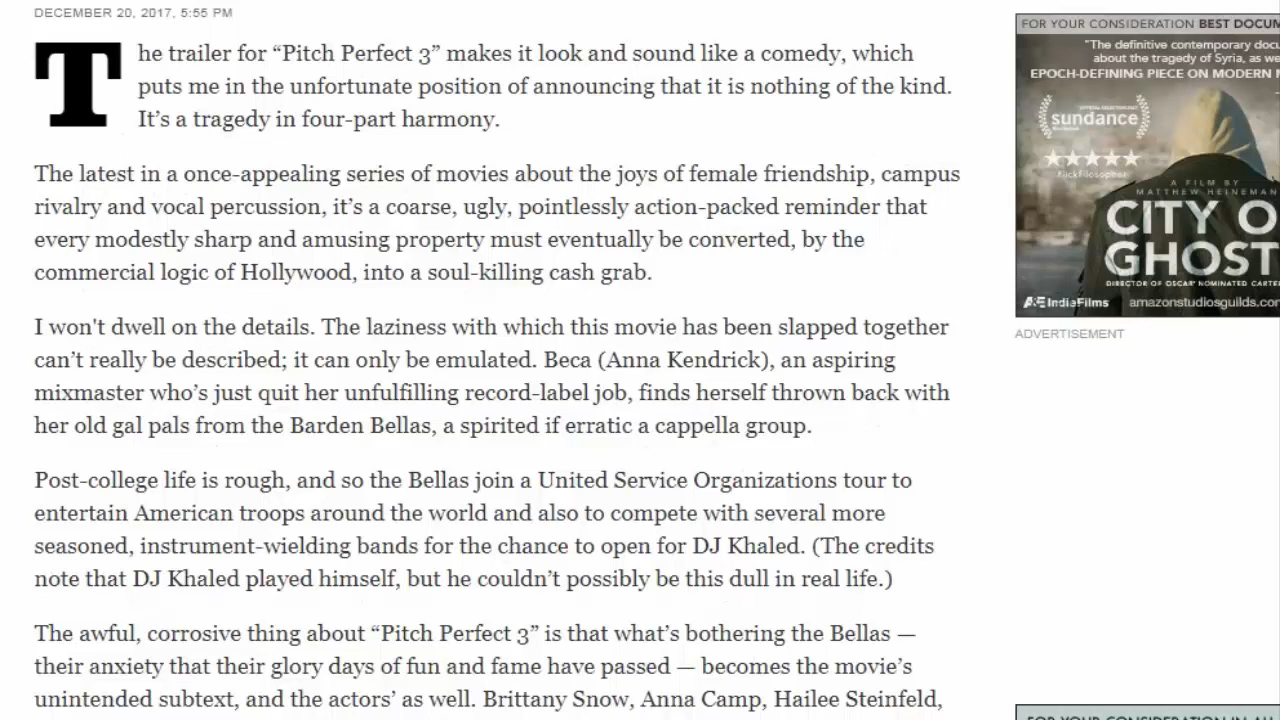 DECEMBER 20, 2017, 5:55 PM
The trailer for “Pitch Perfect 3” makes it look and sound like a comedy, which
puts me in the unfortunate position of announcing that it is nothing of the kind.
It’s a tragedy in four-part harmony.
The latest in a once-appealing series of movies about the joys of female friendship, campus
rivalry and vocal percussion, it’s a coarse, ugly, pointlessly action-packed reminder that
every modestly sharp and amusing property must eventually be converted, by the
commercial logic of Hollywood, into a soul-killing cash grab.
I won't dwell on the details. The laziness with which this movie has been slapped together
can’t really be described; it can only be emulated. Beca (Anna Kendrick), an aspiring
mixmaster who’s just quit her unfulfilling record-label job, finds herself thrown back with
her old gal pals from the Barden Bellas, a spirited if erratic a cappella group.
Post-college life is rough, and so the Bellas join a United Service Organizations tour to
entertain American troops around the world and also to compete with several more
seasoned, instrument-wielding bands for the chance to open for DJ Khaled. (The credits
note that DJ Khaled played himself, but he couldn’t possibly be this dull in real life.)
The awful, corrosive thing about “Pitch Perfect 3” is that what’s bothering the Bellas —
their anxiety that their glory days of fun and fame have passed — becomes the movie’s
unintended subtext, and the actors’ as well. Brittany Snow, Anna Camp, Hailee Steinfeld,
FOR YOUR CONSIDERATION BEST DOCUM
"The definitive contemporary docu
about the tragedy of Syria, as we
EPOCH-DEFINING PIECE ON MODERN
sundance
FlickFilosopher
A FILM BY
MATTHEW HEINEMAN
CITY O
GHOST
DIRECTOR OF OSCAR® NOMINATED CARTE
A&E IndieFilms amazonstudiosguilds.co
ADVERTISEMENT
FOR YOUR CONSIDERATION IN ALL